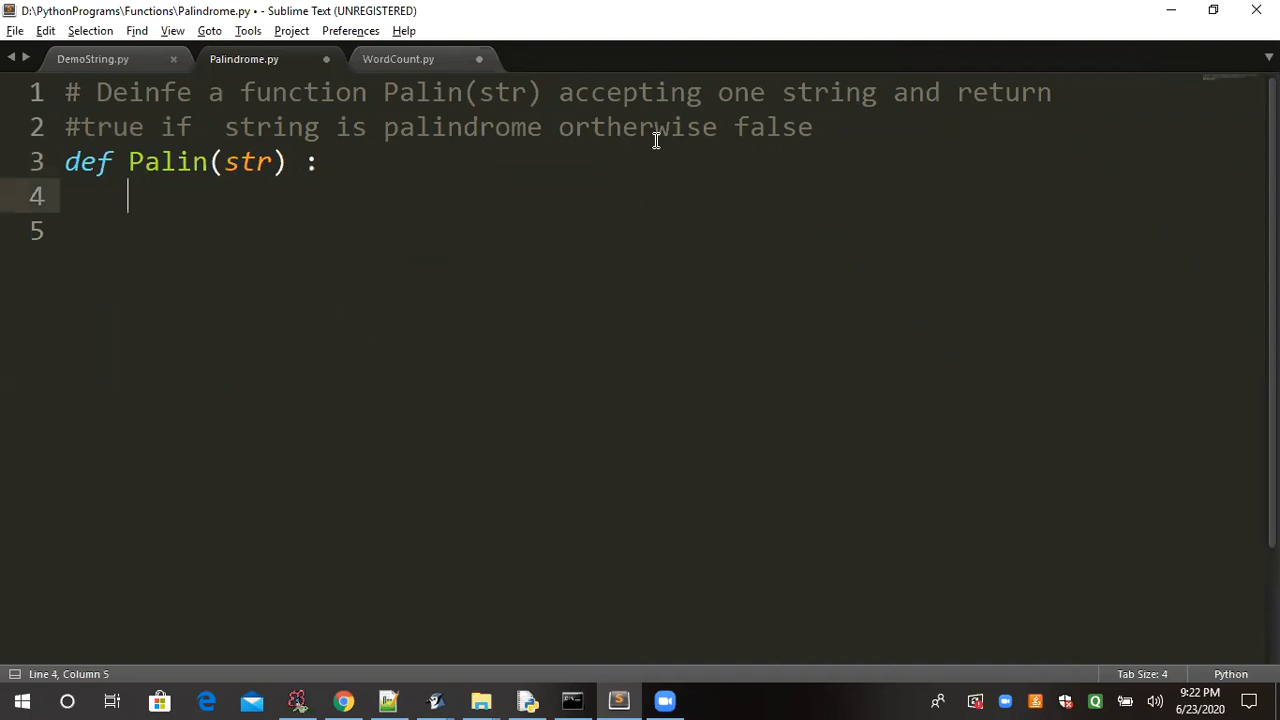 D:\PythonPrograms\Functions\Palindrome.py • - Sublime Text (UNREGISTERED)
File Edit Selection Find View Goto Tools Project Preferences Help
DemoString.py × Palindrome.py WordCount.py
1 # Deinfe a function Palin(str) accepting one string and return
2 #true if  string is palindrome ortherwise false
3 def Palin(str) :
4
5
Line 4, Column 5 Tab Size: 4 Python
9:22 PM
6/23/2020